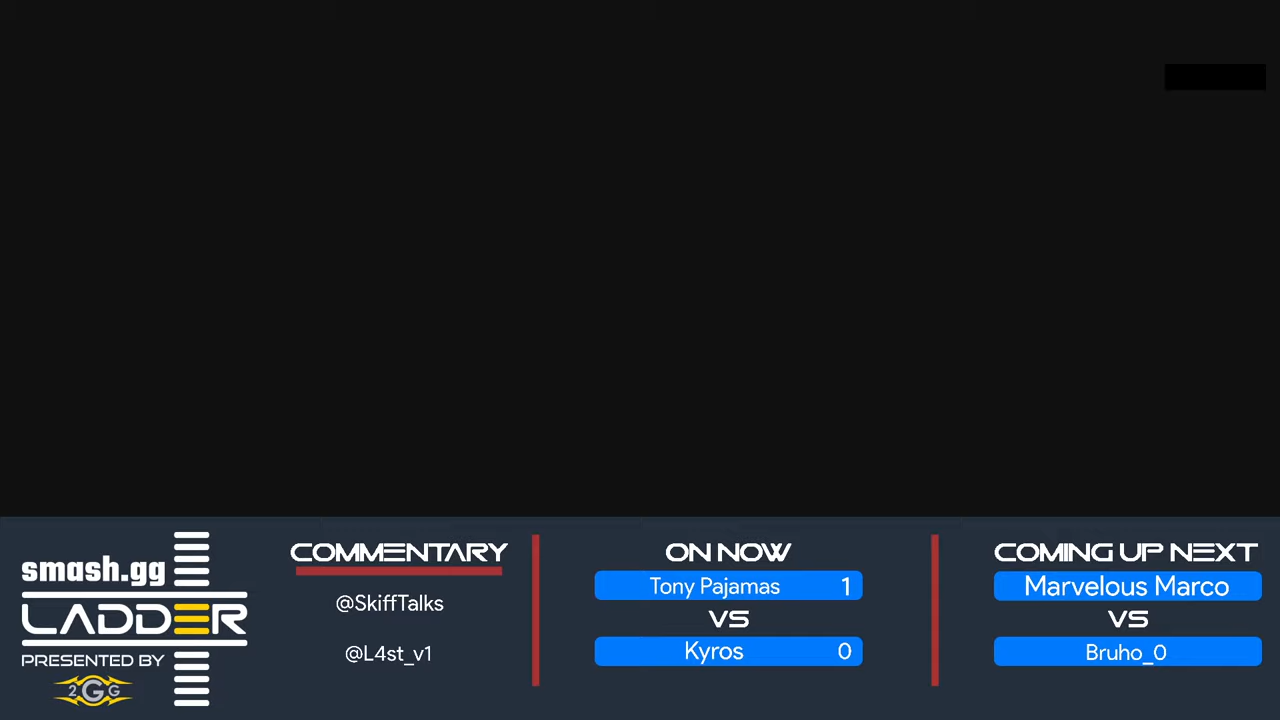 smash.gg
LADDER
PRESENTED BY
2GG
COMMENTARY
@SkiffTalks
@L4st_v1
ON NOW
Tony Pajamas 1
VS
Kyros 0
COMING UP NEXT
Marvelous Marco
VS
Bruho_0